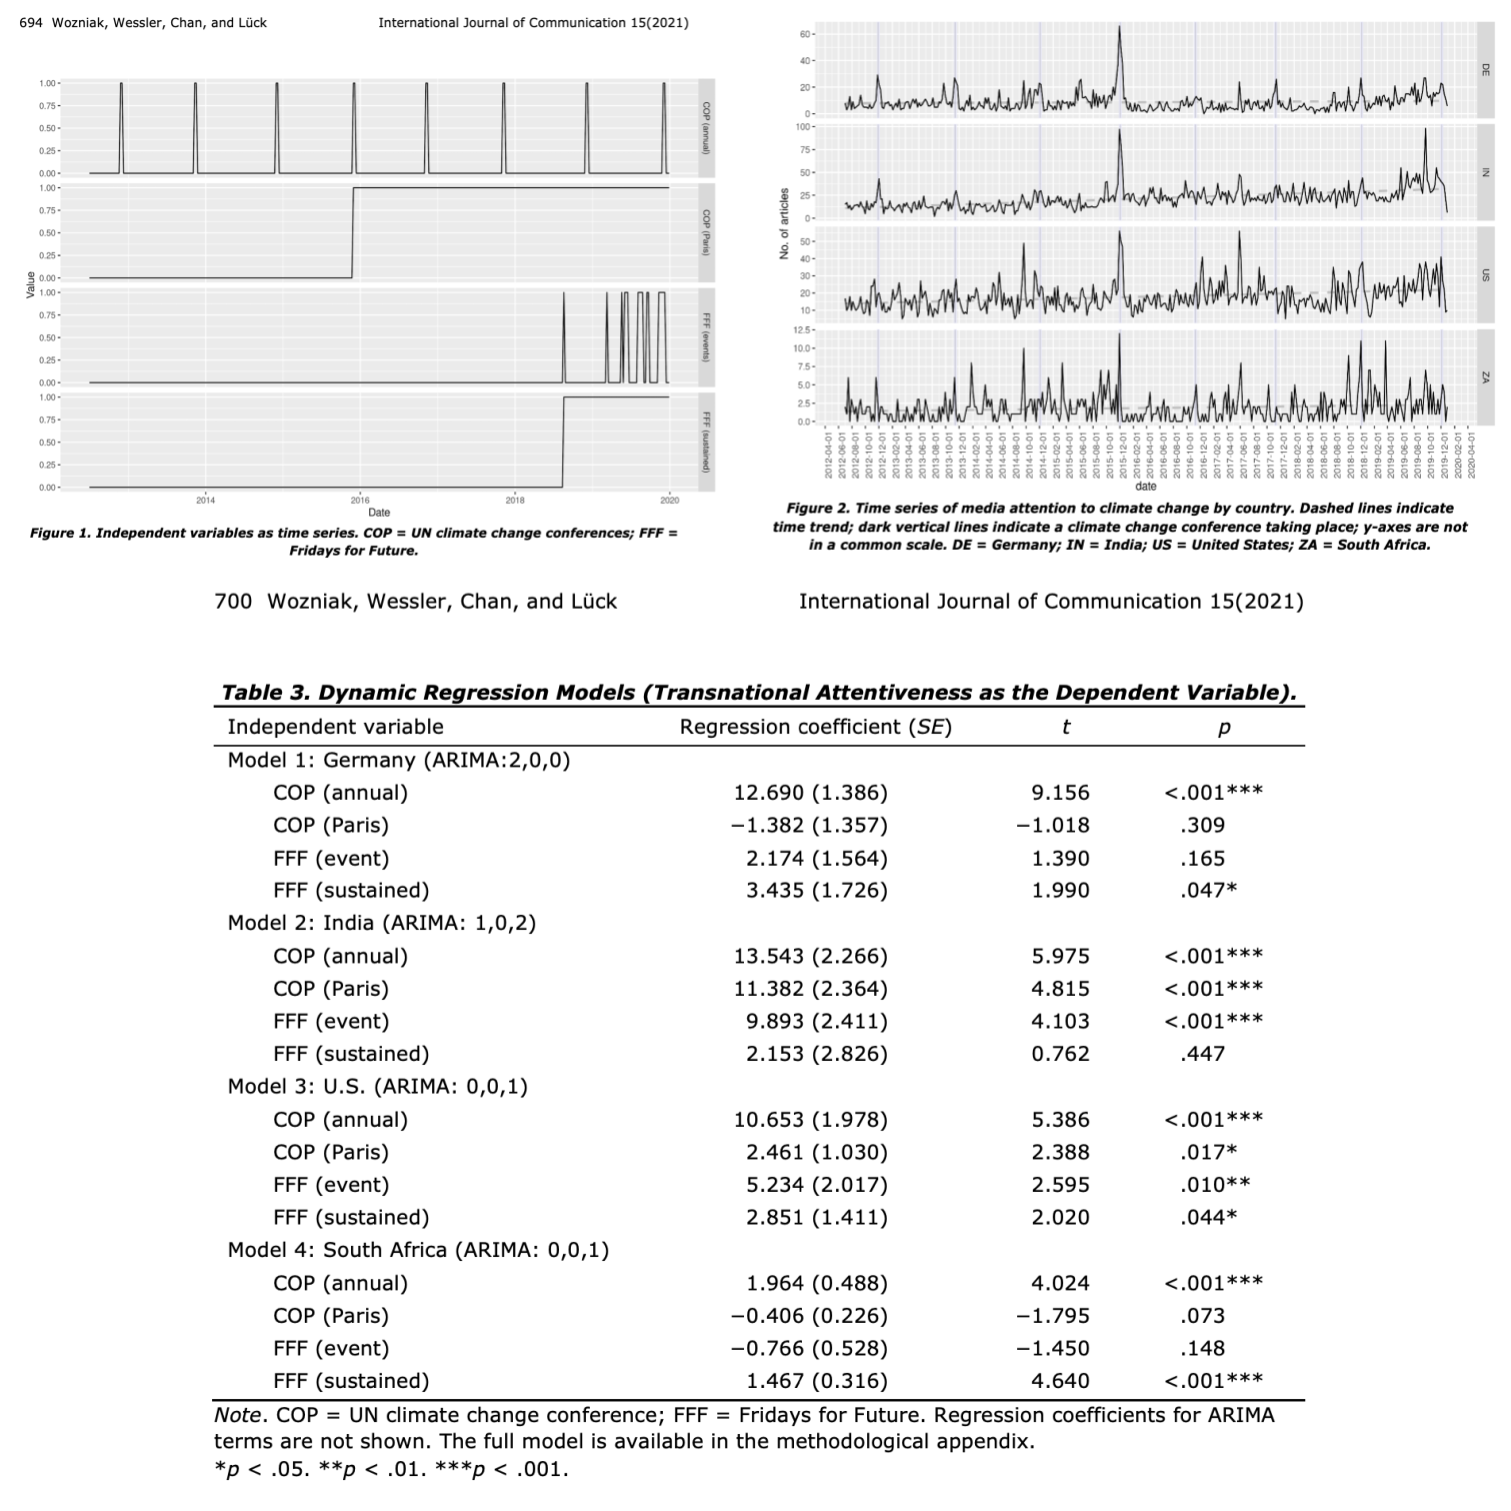 694 Wozniak, Wessler, Chan, and Lück International Journal of Communication 15(2021)
Value
1.00
0.75
0.50
0.25
0.00
COP (annual)
1.00
0.75
0.50
0.25
0.00
COP (Paris)
1.00
0.75
0.50
0.25
0.00
FFF (events)
1.00
0.75
0.50
0.25
0.00
FFF (sustained)
2014 2016 2018 2020
Date
Figure 1. Independent variables as time series. COP = UN climate change conferences; FFF =
Fridays for Future.
No. of articles
60
40
20
0
DE
100
75
50
25
0
IN
50
40
30
20
10
US
12.5
10.0
7.5
5.0
2.5
0.0
ZA
2012-04-01 2012-06-01 2012-08-01 2012-10-01 2012-12-01 2013-02-01 2013-04-01 2013-06-01 2013-08-01 2013-10-01 2013-12-01 2014-02-01 2014-04-01 2014-06-01 2014-08-01 2014-10-01 2014-12-01 2015-02-01 2015-04-01 2015-06-01 2015-08-01 2015-10-01 2015-12-01 2016-02-01 2016-04-01 2016-06-01 2016-08-01 2016-10-01 2016-12-01 2017-02-01 2017-04-01 2017-06-01 2017-08-01 2017-10-01 2017-12-01 2018-02-01 2018-04-01 2018-06-01 2018-08-01 2018-10-01 2018-12-01 2019-02-01 2019-04-01 2019-06-01 2019-08-01 2019-10-01 2019-12-01 2020-02-01 2020-04-01
date
Figure 2. Time series of media attention to climate change by country. Dashed lines indicate
time trend; dark vertical lines indicate a climate change conference taking place; y-axes are not
in a common scale. DE = Germany; IN = India; US = United States; ZA = South Africa.
700 Wozniak, Wessler, Chan, and Lück International Journal of Communication 15(2021)
Table 3. Dynamic Regression Models (Transnational Attentiveness as the Dependent Variable).
Independent variable Regression coefficient (SE) t p
Model 1: Germany (ARIMA:2,0,0)
COP (annual) 12.690 (1.386) 9.156 <.001***
COP (Paris) −1.382 (1.357) −1.018 .309
FFF (event) 2.174 (1.564) 1.390 .165
FFF (sustained) 3.435 (1.726) 1.990 .047*
Model 2: India (ARIMA: 1,0,2)
COP (annual) 13.543 (2.266) 5.975 <.001***
COP (Paris) 11.382 (2.364) 4.815 <.001***
FFF (event) 9.893 (2.411) 4.103 <.001***
FFF (sustained) 2.153 (2.826) 0.762 .447
Model 3: U.S. (ARIMA: 0,0,1)
COP (annual) 10.653 (1.978) 5.386 <.001***
COP (Paris) 2.461 (1.030) 2.388 .017*
FFF (event) 5.234 (2.017) 2.595 .010**
FFF (sustained) 2.851 (1.411) 2.020 .044*
Model 4: South Africa (ARIMA: 0,0,1)
COP (annual) 1.964 (0.488) 4.024 <.001***
COP (Paris) −0.406 (0.226) −1.795 .073
FFF (event) −0.766 (0.528) −1.450 .148
FFF (sustained) 1.467 (0.316) 4.640 <.001***
Note. COP = UN climate change conference; FFF = Fridays for Future. Regression coefficients for ARIMA
terms are not shown. The full model is available in the methodological appendix.
*p < .05. **p < .01. ***p < .001.